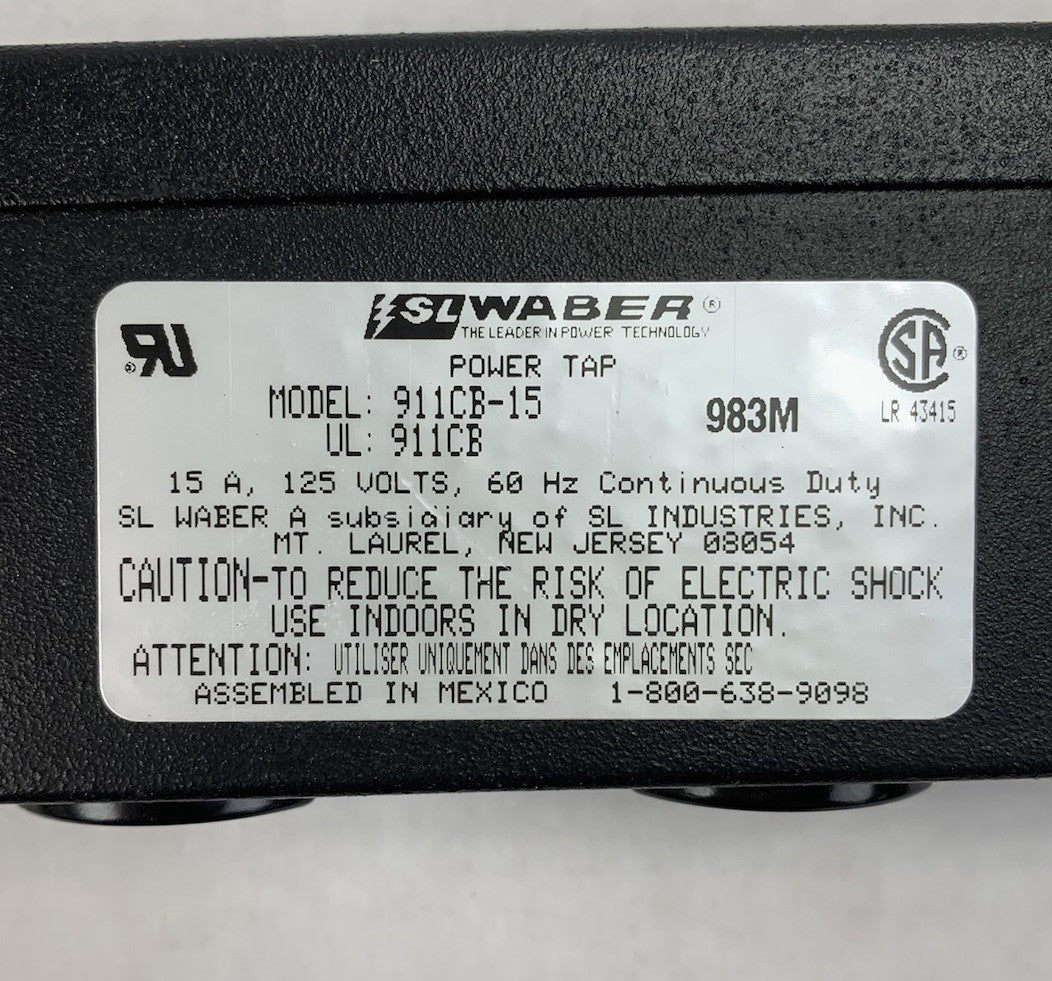 SL WABER ®
THE LEADER IN POWER TECHNOLOGY
POWER TAP
MODEL: 911CB-15
UL: 911CB
983M
RU ®
SA ®
LR 43415
15 A, 125 VOLTS, 60 Hz Continuous Duty
SL WABER A subsidiary of SL INDUSTRIES, INC.
MT. LAUREL, NEW JERSEY 08054
CAUTION-TO REDUCE THE RISK OF ELECTRIC SHOCK
USE INDOORS IN DRY LOCATION.
ATTENTION: UTILISER UNIQUEMENT DANS DES EMPLACEMENTS SEC
ASSEMBLED IN MEXICO 1-800-638-9098